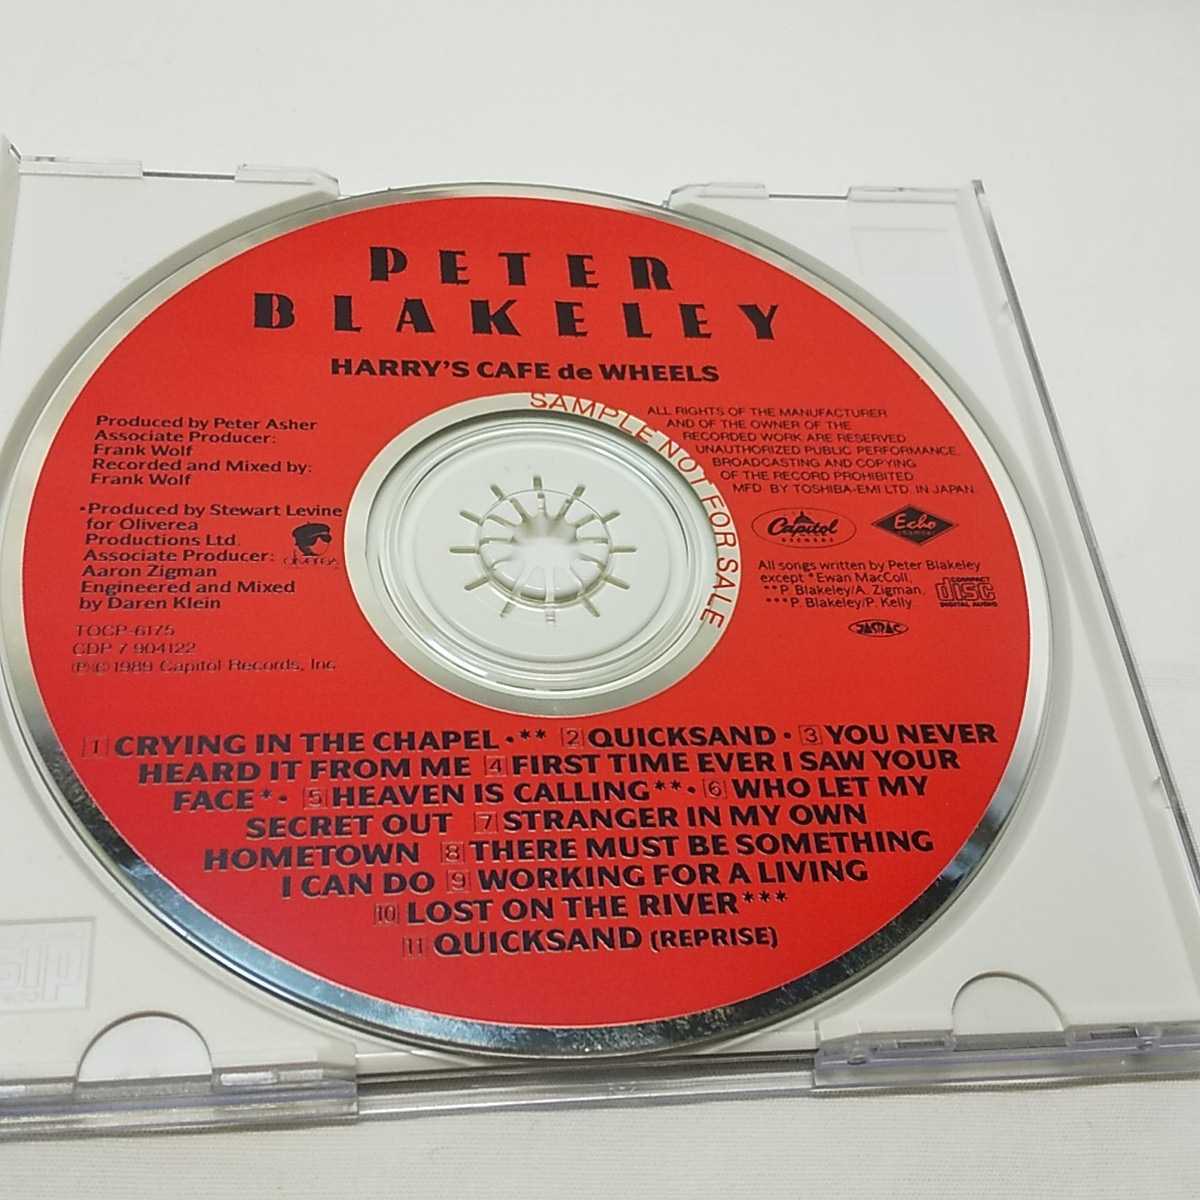 PETER
BLAKELEY
HARRY'S CAFE de WHEELS
SAMPLE NOT FOR SALE
Produced by Peter Asher
Associate Producer:
Frank Wolf
Recorded and Mixed by:
Frank Wolf
•Produced by Stewart Levine
for Oliverea
Productions Ltd.
Associate Producer:
Aaron Zigman
Engineered and Mixed
by Daren Klein
oliverea
TOCP-6175
CDP 7 904122
℗©1989 Capitol Records, Inc.
ALL RIGHTS OF THE MANUFACTURER
AND OF THE OWNER OF THE
RECORDED WORK ARE RESERVED
UNAUTHORIZED PUBLIC PERFORMANCE,
BROADCASTING AND COPYING
OF THE RECORD PROHIBITED
MFD. BY TOSHIBA-EMI LTD. IN JAPAN.
Capitol
RECORDS
Echo
All songs written by Peter Blakeley
except *Ewan MacColl,
**P. Blakeley/A. Zigman,
***P. Blakeley/P. Kelly.
COMPACT
disc
DIGITAL AUDIO
JASRAC
1 CRYING IN THE CHAPEL •** 2 QUICKSAND • 3 YOU NEVER
HEARD IT FROM ME 4 FIRST TIME EVER I SAW YOUR
FACE*• 5 HEAVEN IS CALLING**• 6 WHO LET MY
SECRET OUT 7 STRANGER IN MY OWN
HOMETOWN 8 THERE MUST BE SOMETHING
I CAN DO 9 WORKING FOR A LIVING
10 LOST ON THE RIVER***
11 QUICKSAND (REPRISE)